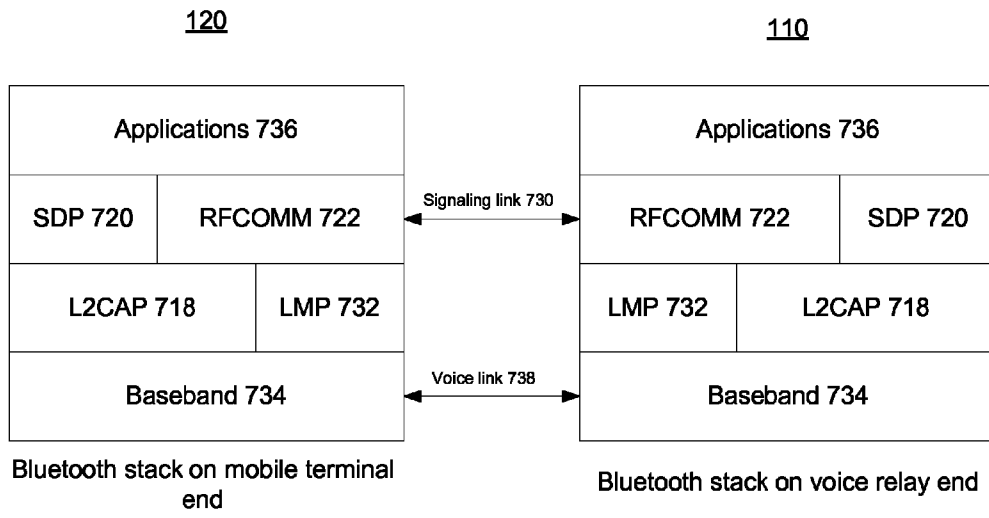 120
110
Applications 736
Applications 736
SDP 720
RFCOMM 722
Signaling link 730
RFCOMM 722
SDP 720
L2CAP 718
LMP 732
LMP 732
L2CAP 718
Baseband 734
Voice link 738
Baseband 734
Bluetooth stack on mobile terminal
end
Bluetooth stack on voice relay end